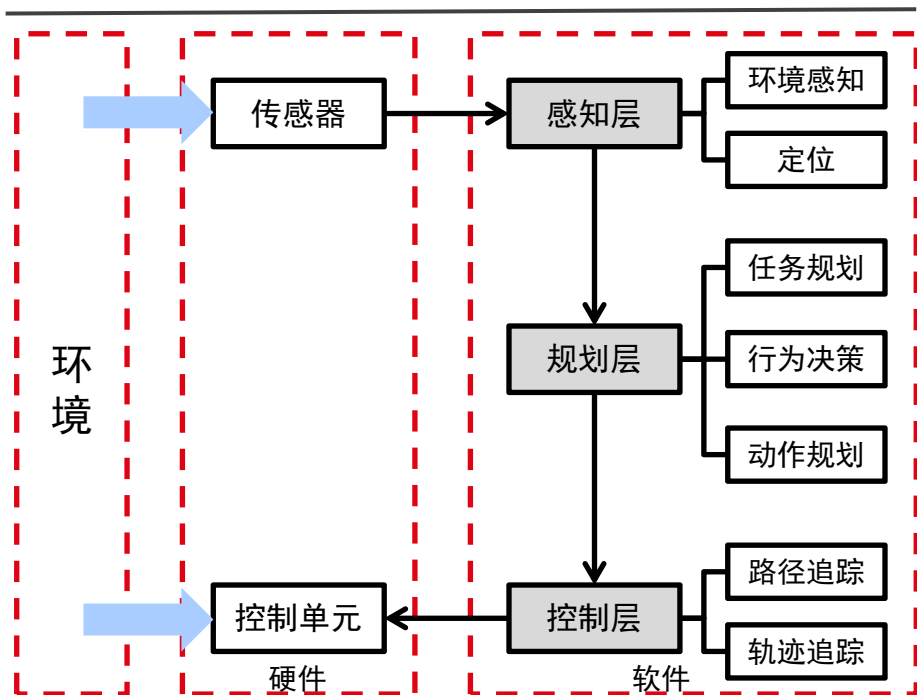 环
境
传感器
控制单元
硬件
感知层
环境感知
定位
规划层
任务规划
行为决策
动作规划
控制层
路径追踪
轨迹追踪
软件